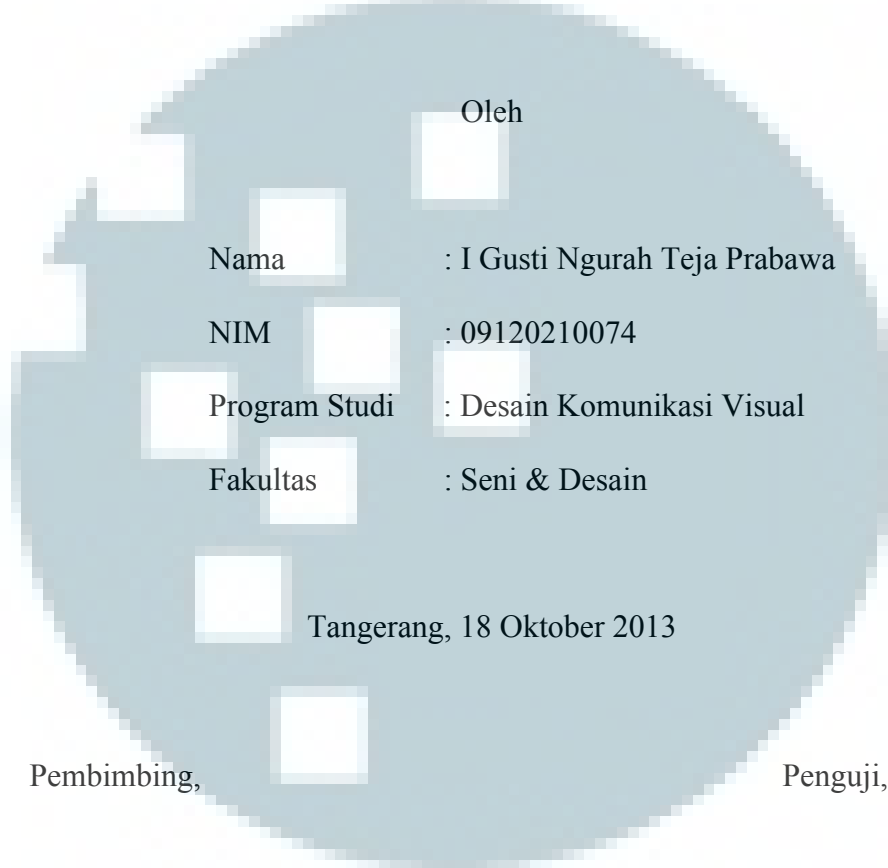 Oleh
Nama : I Gusti Ngurah Teja Prabawa
NIM : 09120210074
Program Studi : Desain Komunikasi Visual
Fakultas : Seni & Desain
Tangerang, 18 Oktober 2013
Pembimbing, Penguji,